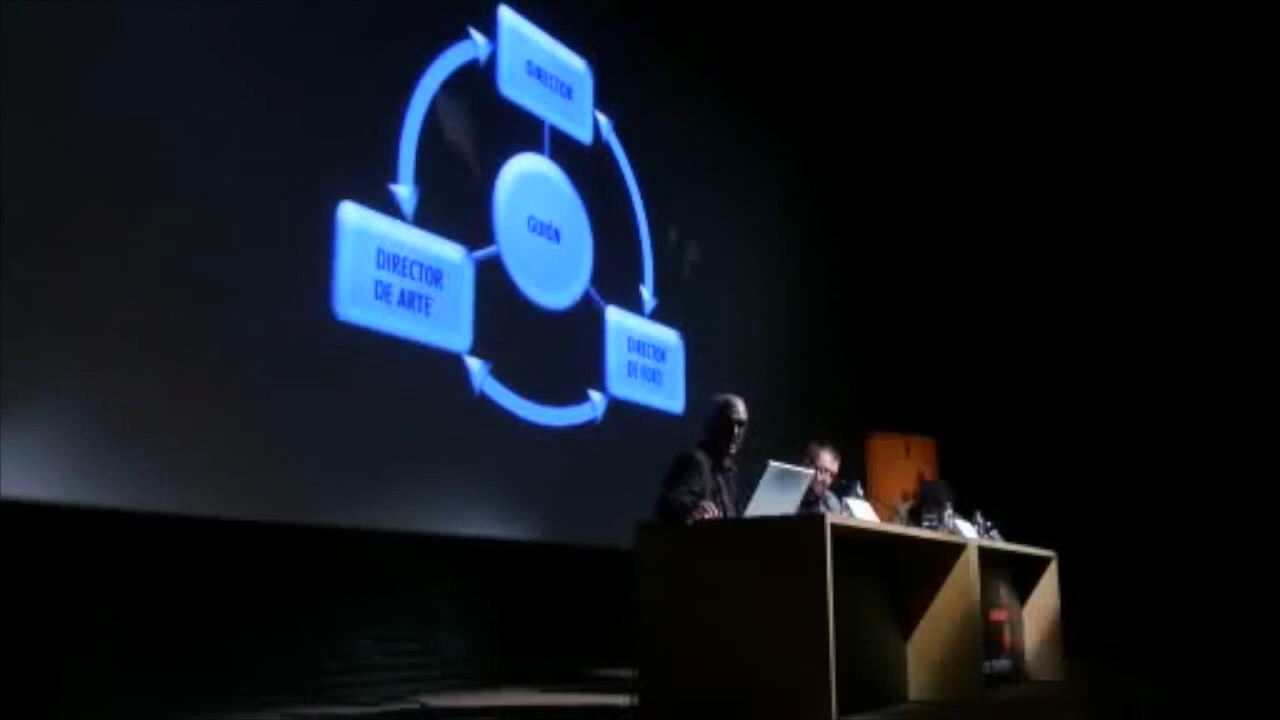 DIRECTOR
GUIÓN
DIRECTOR
DE ARTE
DIRECTOR
DE FOTO